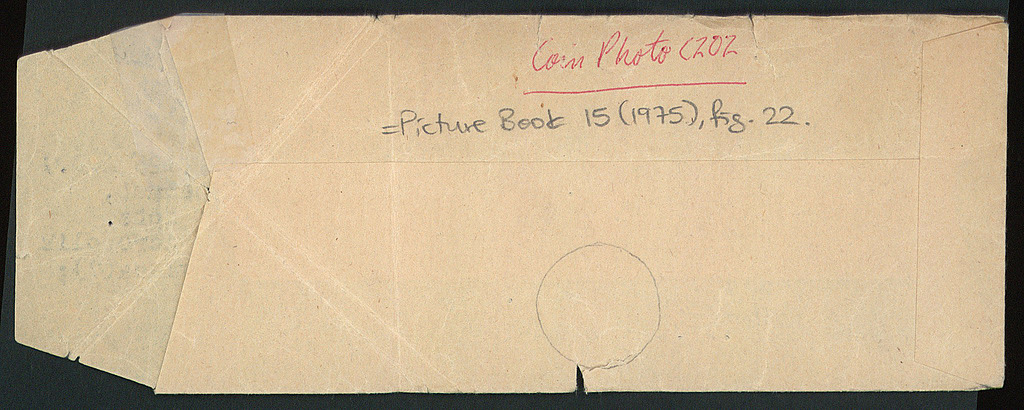 Coin Photo C202
=Picture Book 15 (1975), fig. 22.